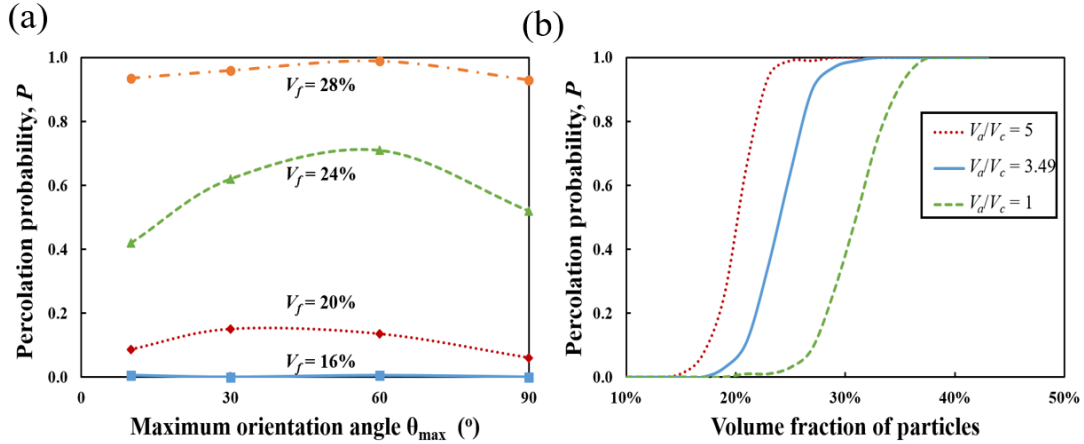 (a)
Percolation probability, P
1.0
0.8
0.6
0.4
0.2
0.0
V_f = 28%
V_f = 24%
V_f = 20%
V_f = 16%
0
30
60
90
Maximum orientation angle θ_max (º)
(b)
Percolation probability, P
1.0
0.8
0.6
0.4
0.2
0.0
V_a/V_c = 5
V_a/V_c = 3.49
V_a/V_c = 1
10%
20%
30%
40%
50%
Volume fraction of particles